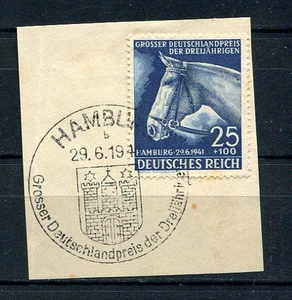 GROSSER DEUTSCHLANDPREIS
DER DREIJÄHRIGEN
HAMBURG·29.6.1941
25
+100
DEUTSCHES REICH
HAMBU
b
29.6.194
Grosser Deutschlandpreis der Dreijährige